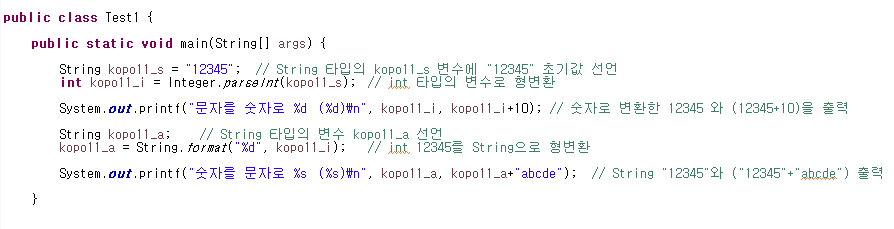 public class Test1 {
public static void main(String[] args) {
String kopo11_s = "12345"; // String 타입의 kopo11_s 변수에 "12345" 초기값 선언
int kopo11_i = Integer.parseInt(kopo11_s); // int 타입의 변수로 형변환
System.out.printf("문자를 숫자로 %d (%d)₩n", kopo11_i, kopo11_i+10); // 숫자로 변환한 12345 와 (12345+10)을 출력
String kopo11_a; // String 타입의 변수 kopo11_a 선언
kopo11_a = String.format("%d", kopo11_i); // int 12345를 String으로 형변환
System.out.printf("숫자를 문자로 %s (%s)₩n", kopo11_a, kopo11_a+"abcde"); // String "12345"와 ("12345"+"abcde") 출력
}